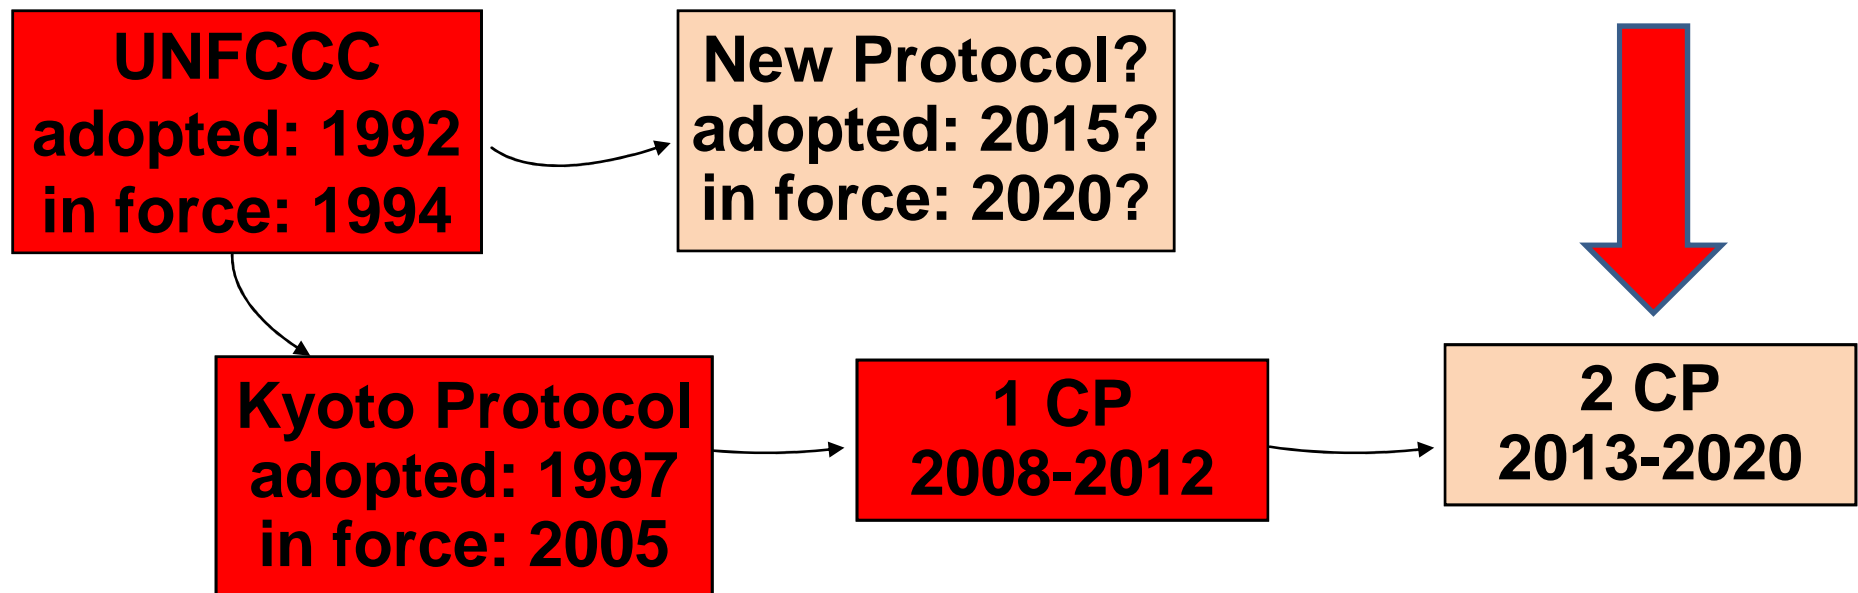 UNFCCC
adopted: 1992
in force: 1994
New Protocol?
adopted: 2015?
in force: 2020?
Kyoto Protocol
adopted: 1997
in force: 2005
1 CP
2008-2012
2 CP
2013-2020